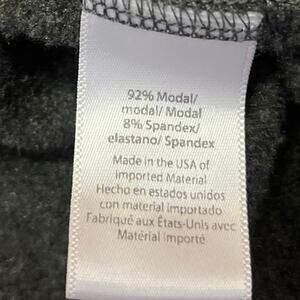 92% Modal/
modal/ Modal
8% Spandex/
elastano/ Spandex
Made in the USA of
imported Material
Hecho en estados unidos
con material importado
Fabriqué aux États-Unis avec
Material Importé